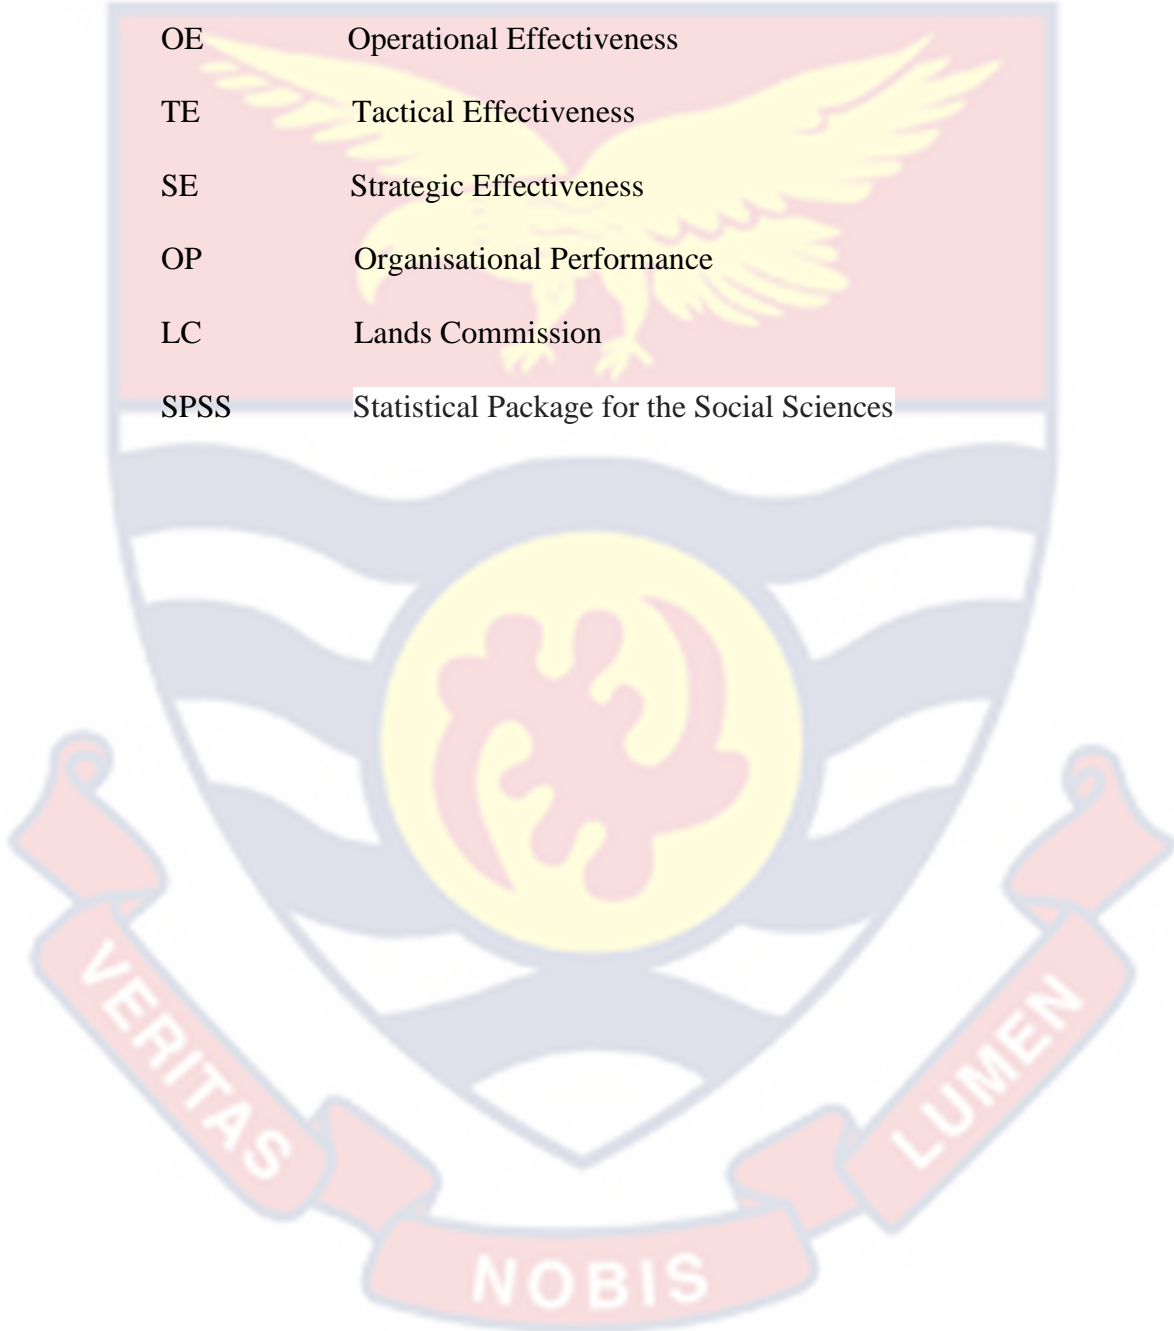 OE Operational Effectiveness
TE Tactical Effectiveness
SE Strategic Effectiveness
OP Organisational Performance
LC Lands Commission
SPSS Statistical Package for the Social Sciences
VERITAS
NOBIS
LUMEN